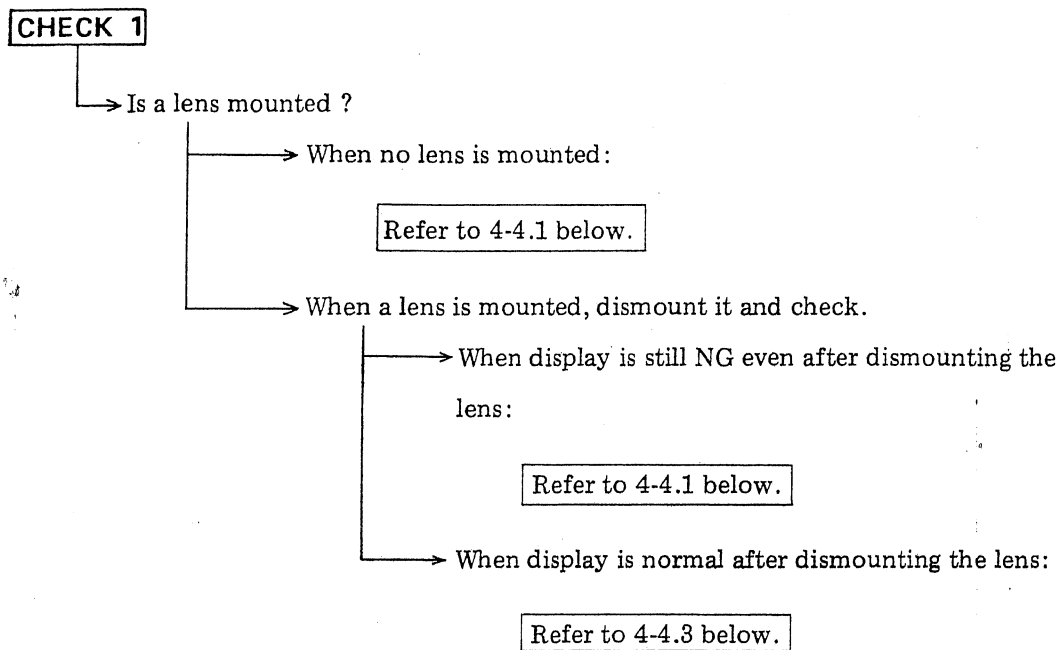 CHECK 1
Is a lens mounted ?
When no lens is mounted:
Refer to 4-4.1 below.
When a lens is mounted, dismount it and check.
When display is still NG even after dismounting the
lens:
Refer to 4-4.1 below.
When display is normal after dismounting the lens:
Refer to 4-4.3 below.